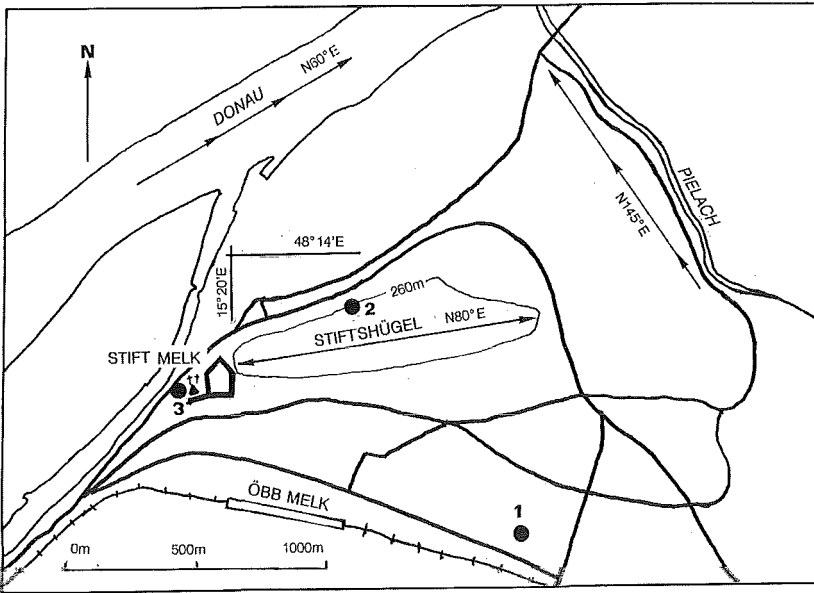 N
DONAU
N60°E
PIELACH
N145°E
48°14'E
15°20'E
260m
2
STIFTSHÜGEL
N80°E
STIFT MELK
3
ÖBB MELK
1
0m 500m 1000m